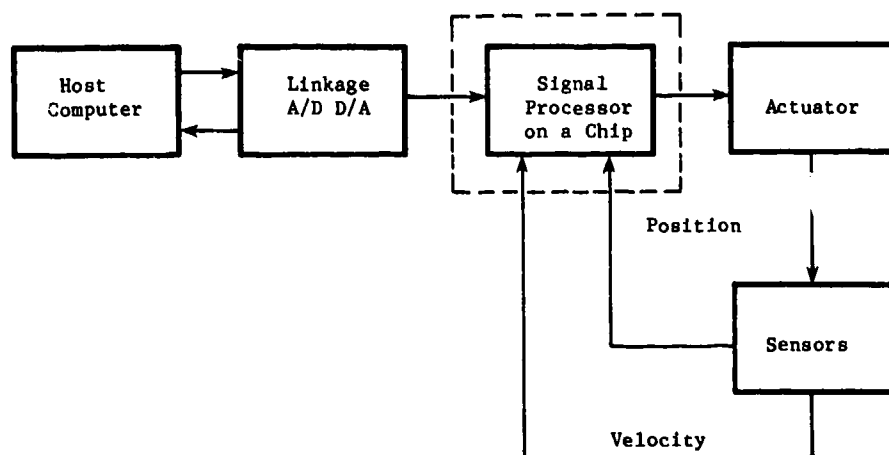 Host
Computer
Linkage
A/D D/A
Signal
Processor
on a Chip
Actuator
Position
Sensors
Velocity